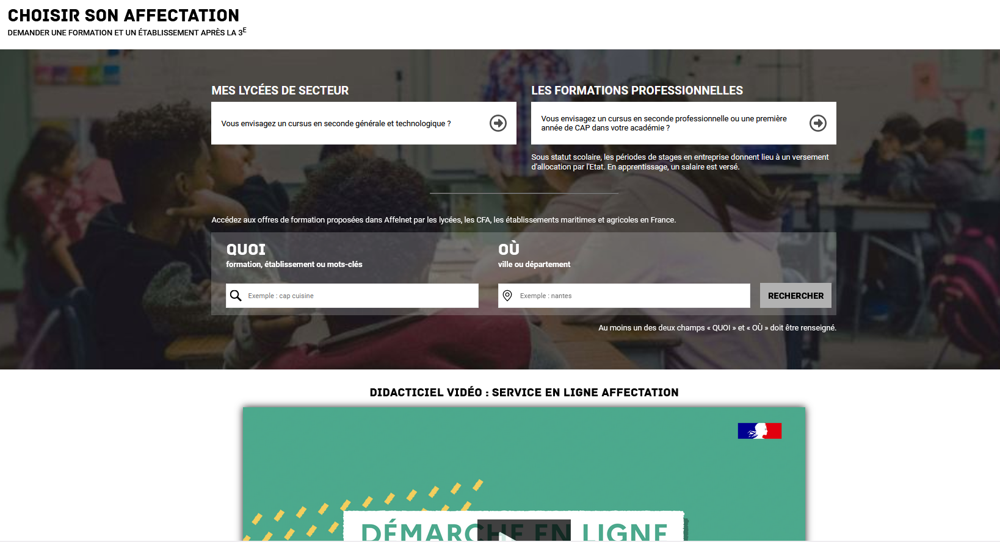 CHOISIR SON AFFECTATION
DEMANDER UNE FORMATION ET UN ÉTABLISSEMENT APRÈS LA 3E
MES LYCÉES DE SECTEUR
Vous envisagez un cursus en seconde générale et technologique ?
LES FORMATIONS PROFESSIONNELLES
Vous envisagez un cursus en seconde professionnelle ou une première
année de CAP dans votre académie ?
Sous statut scolaire, les périodes de stages en entreprise donnent lieu à un versement
d'allocation par l'Etat. En apprentissage, un salaire est versé.
Accédez aux offres de formation proposées dans Affelnet par les lycées, les CFA, les établissements maritimes et agricoles en France.
QUOI
formation, établissement ou mots-clés
Exemple : cap cuisine
OÙ
ville ou département
Exemple : nantes
RECHERCHER
Au moins un des deux champs « QUOI » et « OÙ » doit être renseigné.
DIDACTICIEL VIDÉO : SERVICE EN LIGNE AFFECTATION
DÉMARCHE EN LIGNE